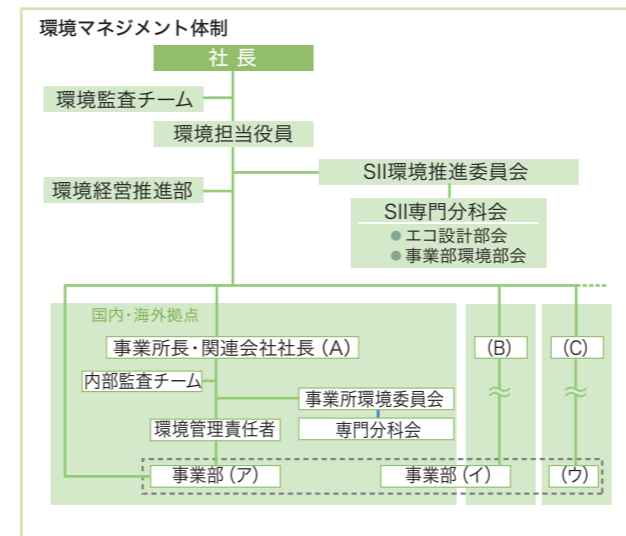 環境マネジメント体制
社 長
環境監査チーム
環境担当役員
SII環境推進委員会
環境経営推進部
SII専門分科会
● エコ設計部会
● 事業部環境部会
国内・海外拠点
事業所長・関連会社社長（A）
（B）
（C）
内部監査チーム
事業所環境委員会
環境管理責任者
専門分科会
事業部（ア）
事業部（イ）
（ウ）